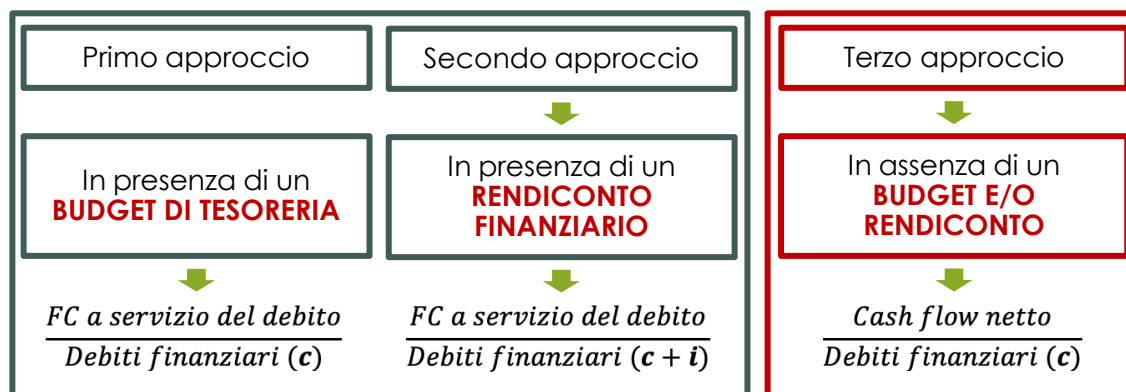 Primo approccio
In presenza di un
BUDGET DI TESORERIA
FC a servizio del debito
Debiti finanziari (c)
Secondo approccio
In presenza di un
RENDICONTO
FINANZIARIO
FC a servizio del debito
Debiti finanziari (c + i)
Terzo approccio
In assenza di un
BUDGET E/O
RENDICONTO
Cash flow netto
Debiti finanziari (c)